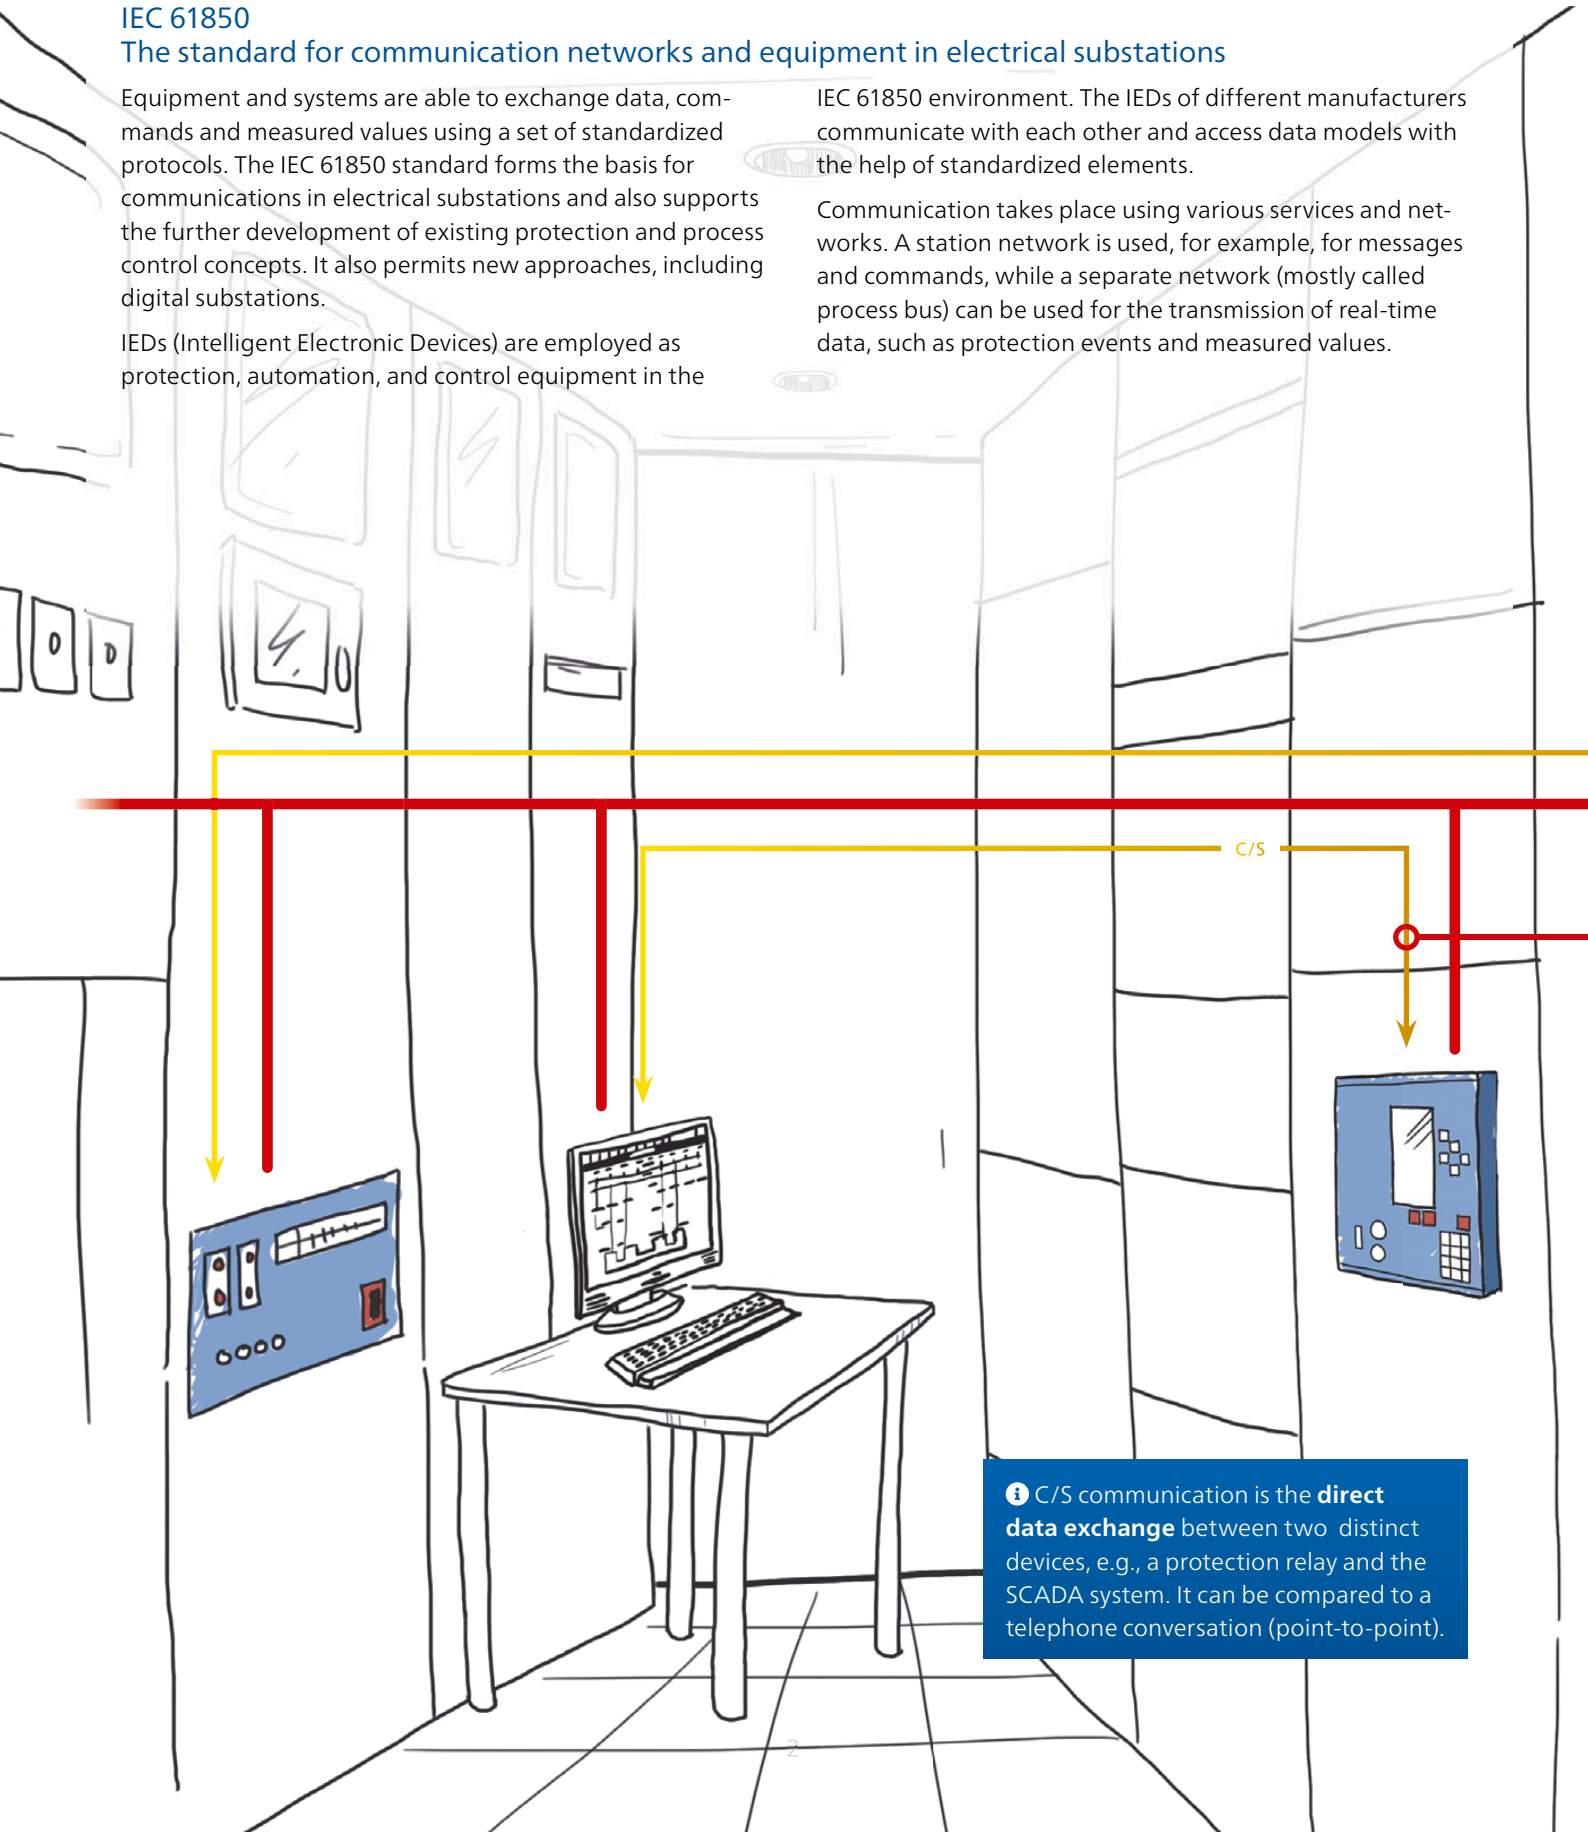 IEC 61850
The standard for communication networks and equipment in electrical substations
Equipment and systems are able to exchange data, com-
mands and measured values using a set of standardized
protocols. The IEC 61850 standard forms the basis for
communications in electrical substations and also supports
the further development of existing protection and process
control concepts. It also permits new approaches, including
digital substations.
IEDs (Intelligent Electronic Devices) are employed as
protection, automation, and control equipment in the
IEC 61850 environment. The IEDs of different manufacturers
communicate with each other and access data models with
the help of standardized elements.
Communication takes place using various services and net-
works. A station network is used, for example, for messages
and commands, while a separate network (mostly called
process bus) can be used for the transmission of real-time
data, such as protection events and measured values.
C/S
C/S communication is the direct
data exchange between two distinct
devices, e.g., a protection relay and the
SCADA system. It can be compared to a
telephone conversation (point-to-point).
2